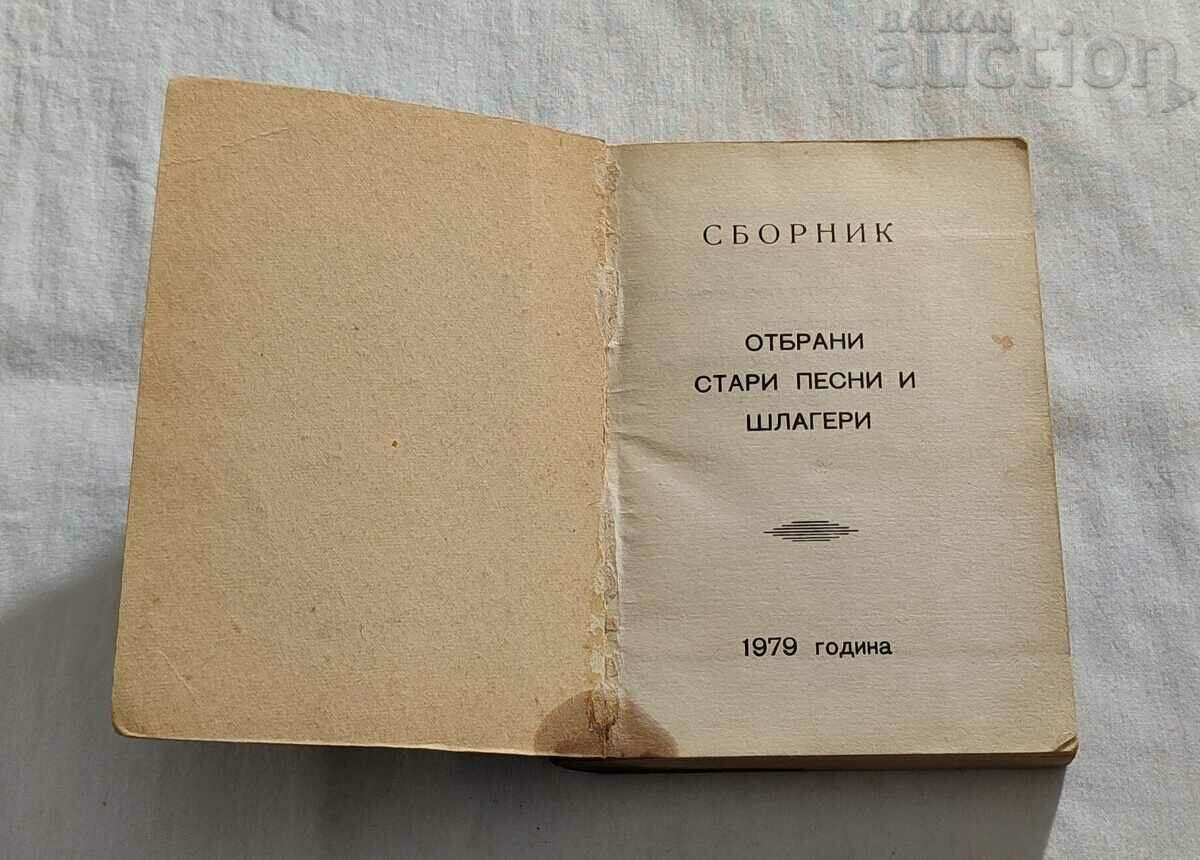 BALKAN
auction
СБОРНИК
ОТБРАНИ
СТАРИ ПЕСНИ И
ШЛАГЕРИ
1979 година